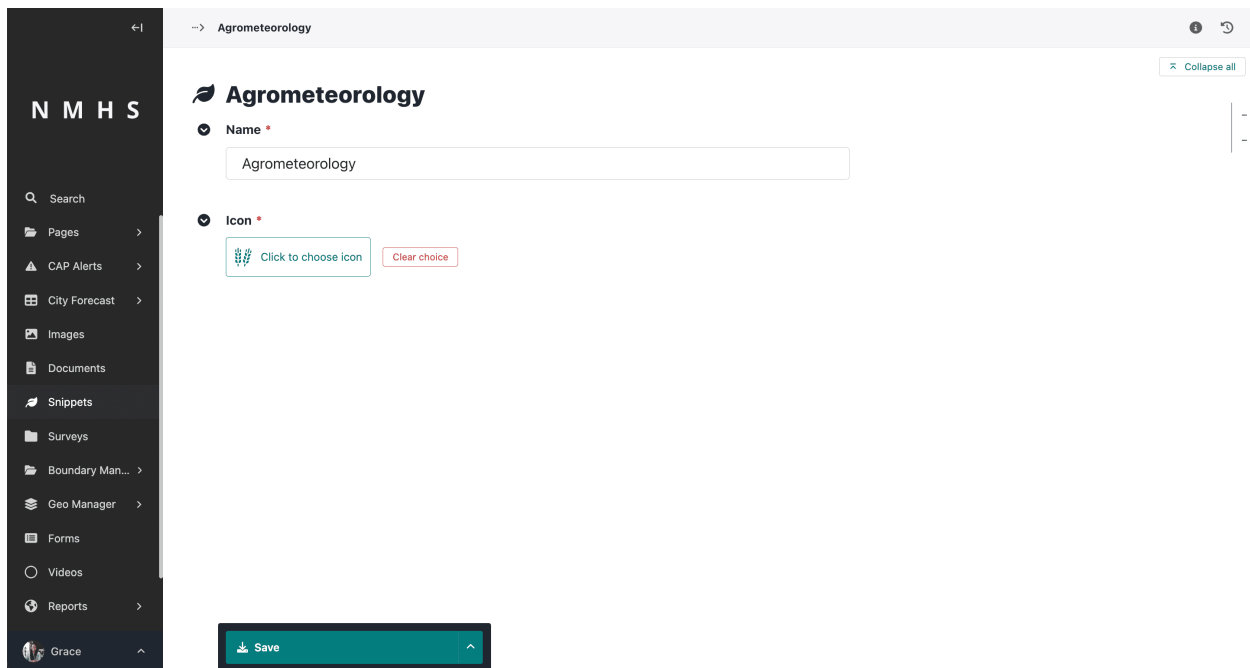 Agrometeorology
Collapse all
NMHS
Search
Pages
CAP Alerts
City Forecast
Images
Documents
Snippets
Surveys
Boundary Man...
Geo Manager
Forms
Videos
Reports
Grace
Agrometeorology
Name *
Agrometeorology
Icon *
Click to choose icon
Clear choice
Save